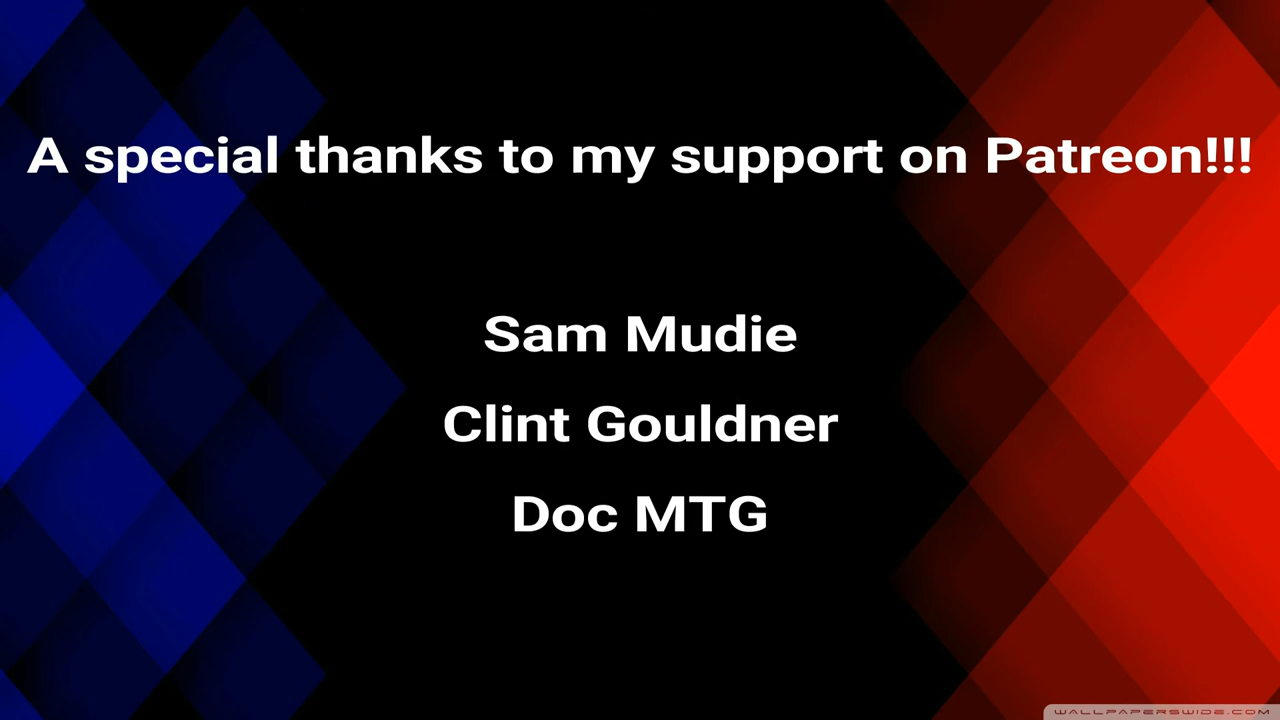 A special thanks to my support on Patreon!!!
Sam Mudie
Clint Gouldner
Doc MTG
WALLPAPERSWIDE.COM